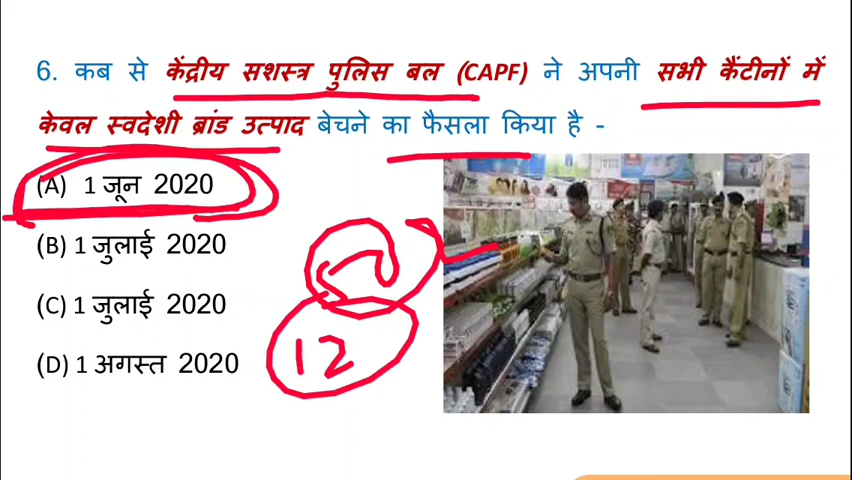 6. कब से केंद्रीय सशस्त्र पुलिस बल (CAPF) ने अपनी सभी कैंटीनों में
केवल स्वदेशी ब्रांड उत्पाद बेचने का फैसला किया है -
(A) 1 जून 2020
(B) 1 जुलाई 2020
(C) 1 जुलाई 2020
(D) 1 अगस्त 2020
12